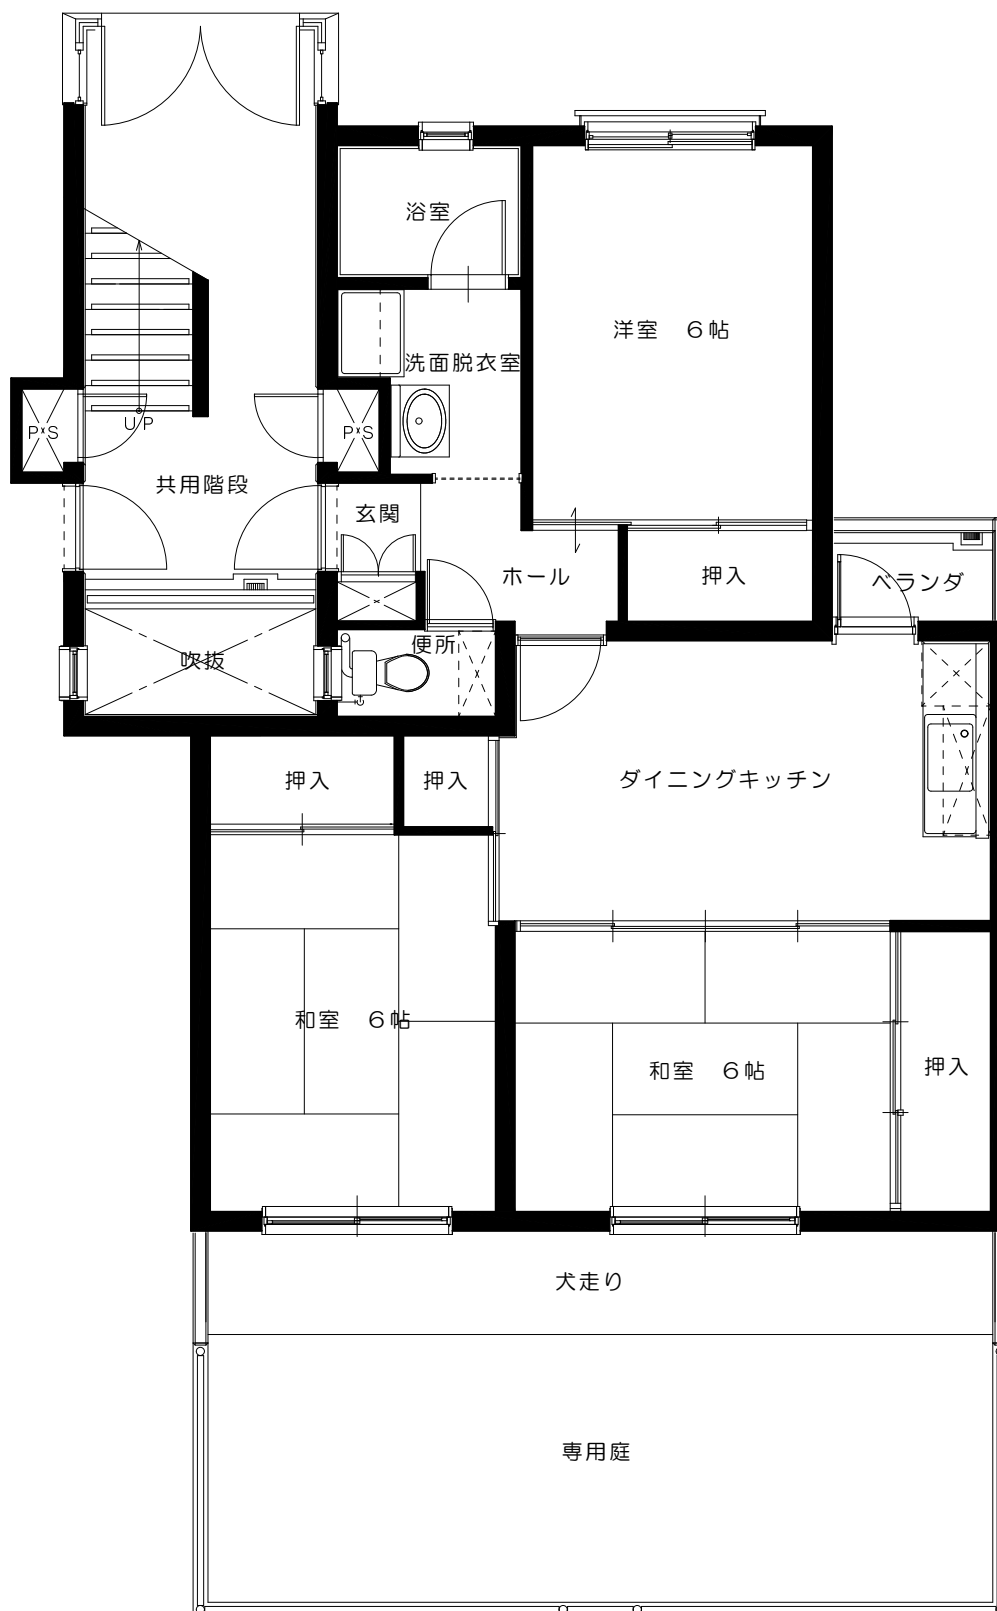 浴室
洋室　６帖
洗面脱衣室
UP
PS
PS
共用階段
玄関
ホール
押入
ベランダ
便所
吹抜
押入
押入
ダイニングキッチン
和室　６帖
和室　６帖
押入
犬走り
専用庭